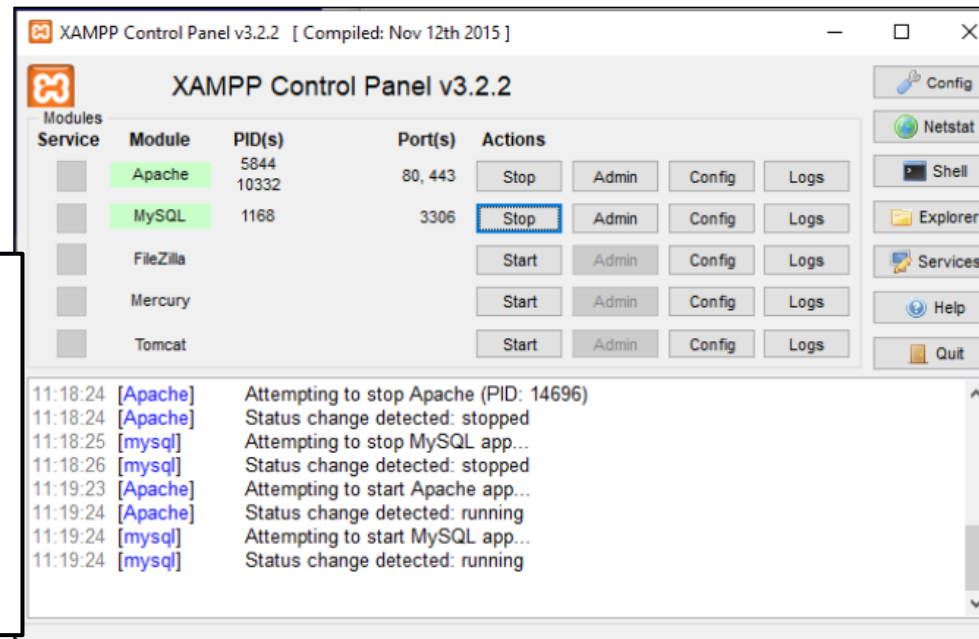 XAMPP Control Panel v3.2.2 [ Compiled: Nov 12th 2015 ]
XAMPP Control Panel v3.2.2
Config
Modules
Service Module PID(s) Port(s) Actions
Netstat
Apache 5844 10332 80, 443 Stop Admin Config Logs
Shell
MySQL 1168 3306 Stop Admin Config Logs
Explorer
FileZilla Start Admin Config Logs
Services
Mercury Start Admin Config Logs
Help
Tomcat Start Admin Config Logs
Quit
11:18:24 [Apache] Attempting to stop Apache (PID: 14696)
11:18:24 [Apache] Status change detected: stopped
11:18:25 [mysql] Attempting to stop MySQL app...
11:18:26 [mysql] Status change detected: stopped
11:19:23 [Apache] Attempting to start Apache app...
11:19:24 [Apache] Status change detected: running
11:19:24 [mysql] Attempting to start MySQL app...
11:19:24 [mysql] Status change detected: running